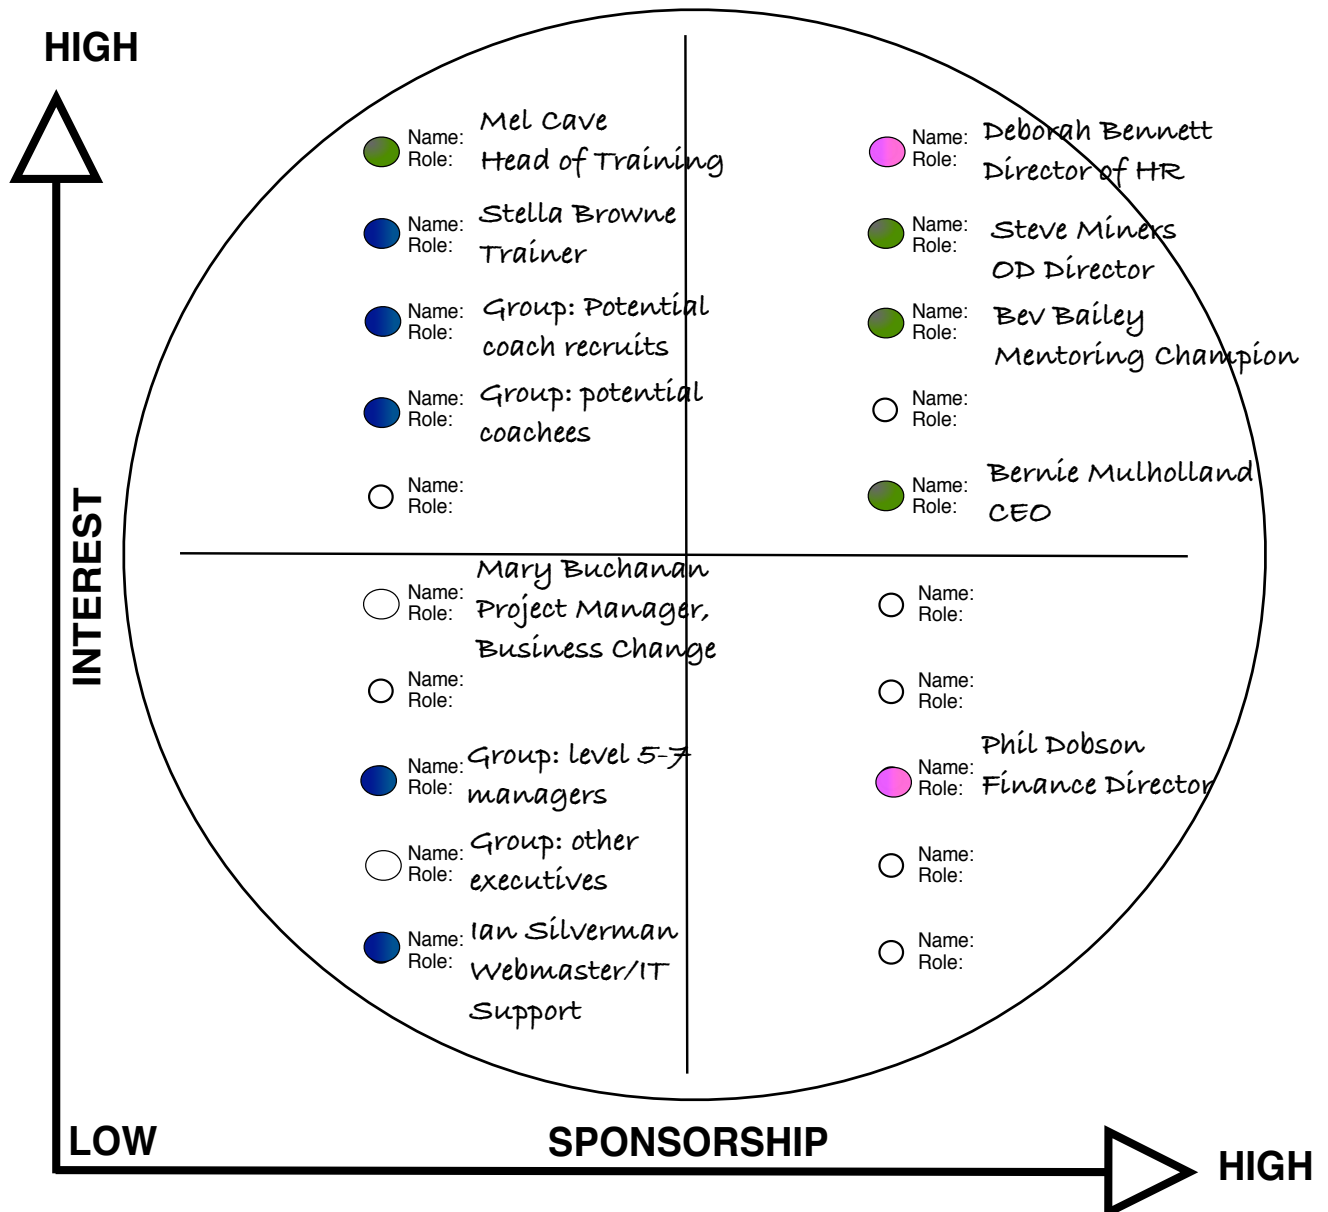 HIGH
Name: Mel Cave
Role: Head of Training
Name: Stella Browne
Role: Trainer
Name: Group: Potential
Role: coach recruits
Name: Group: potential
Role: coachees
Name:
Role:
Name: Deborah Bennett
Role: Director of HR
Name: Steve Miners
Role: OD Director
Name: Bev Bailey
Role: Mentoring Champion
Name:
Role:
Name: Bernie Mulholland
Role: CEO
INTEREST
Name: Mary Buchanan
Role: Project Manager,
Business Change
Name:
Role:
Name: Group: level 5-7
Role: managers
Name: Group: other
Role: executives
Name: Ian Silverman
Role: Webmaster/IT
Support
Name:
Role:
Name:
Role:
Name: Phil Dobson
Role: Finance Director
Name:
Role:
Name:
Role:
LOW
SPONSORSHIP
HIGH